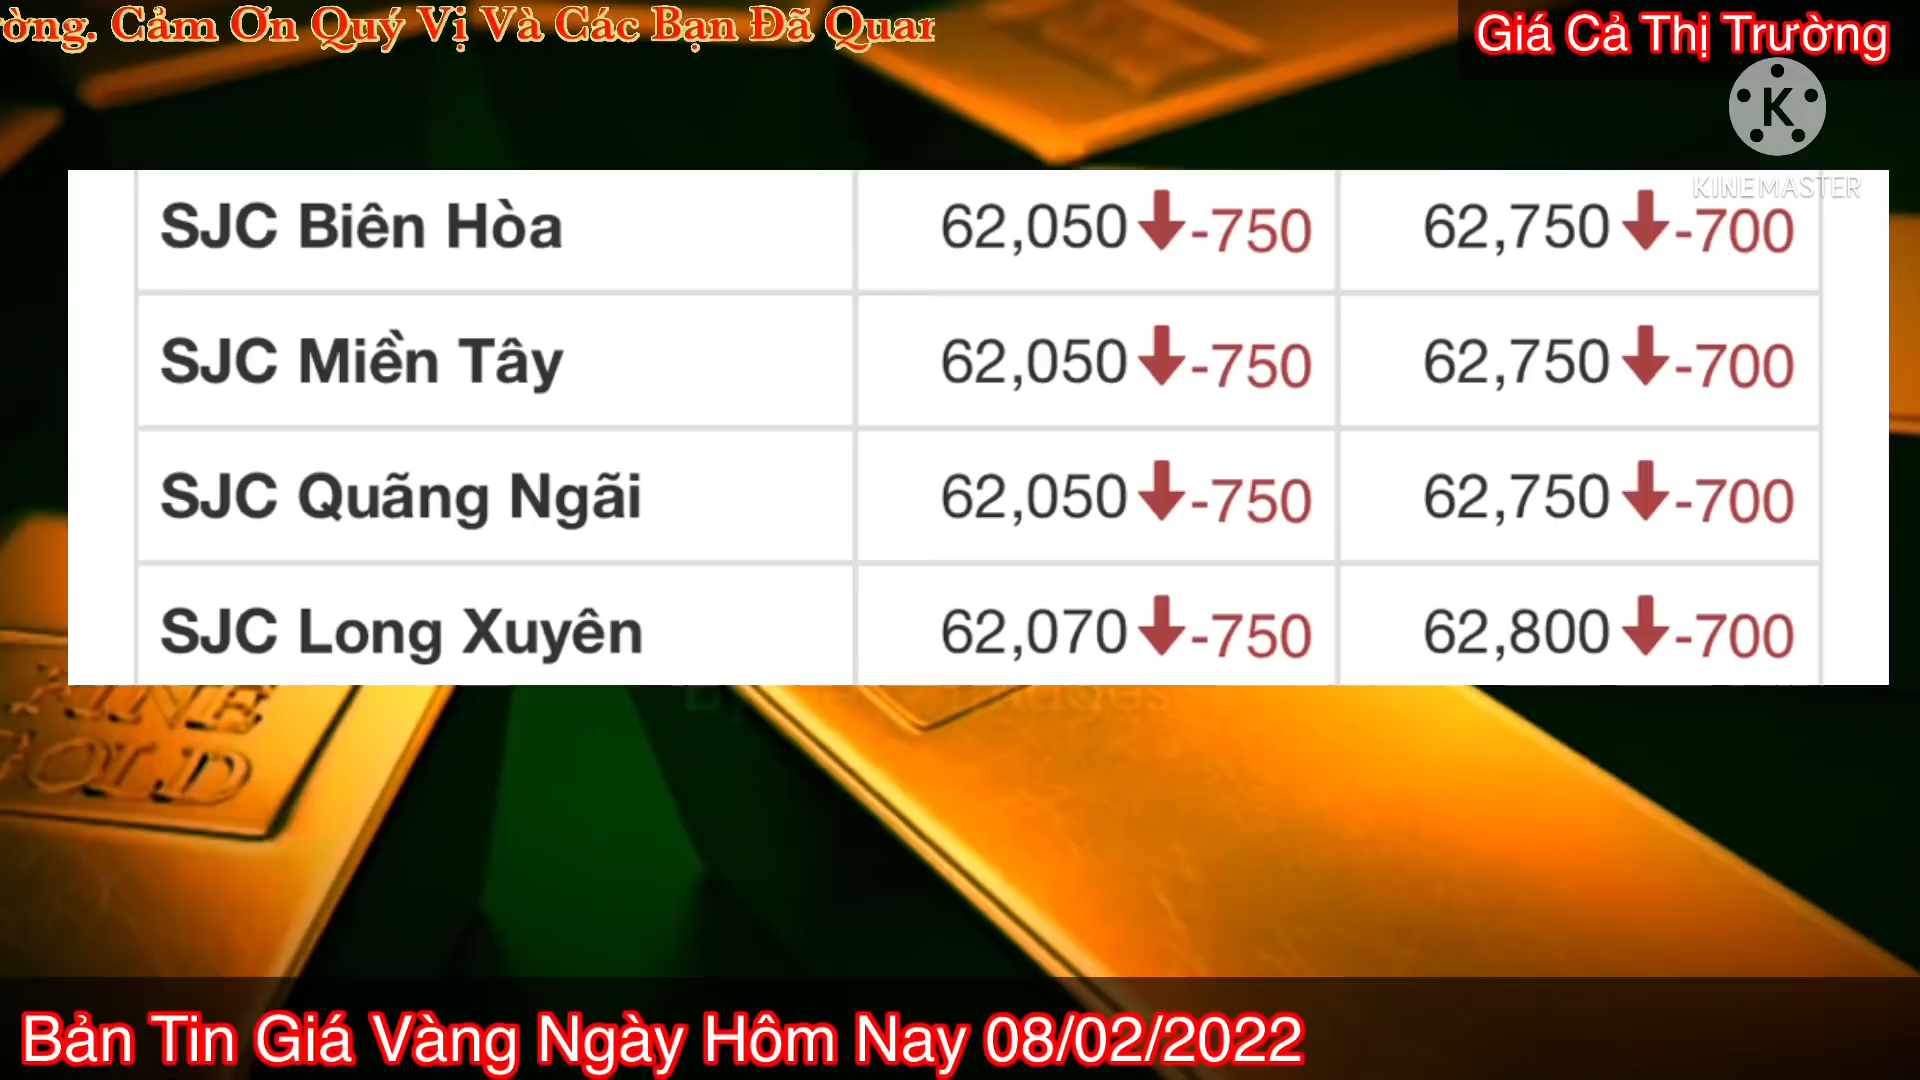 ờng. Cảm Ơn Quý Vị Và Các Bạn Đã Quan
Giá Cả Thị Trường
K
KINEMASTER
SJC Biên Hòa 62,050 -750 62,750 -700
SJC Miền Tây 62,050 -750 62,750 -700
SJC Quãng Ngãi 62,050 -750 62,750 -700
SJC Long Xuyên 62,070 -750 62,800 -700
FINE
GOLD
Bản Tin Giá Vàng Ngày Hôm Nay 08/02/2022